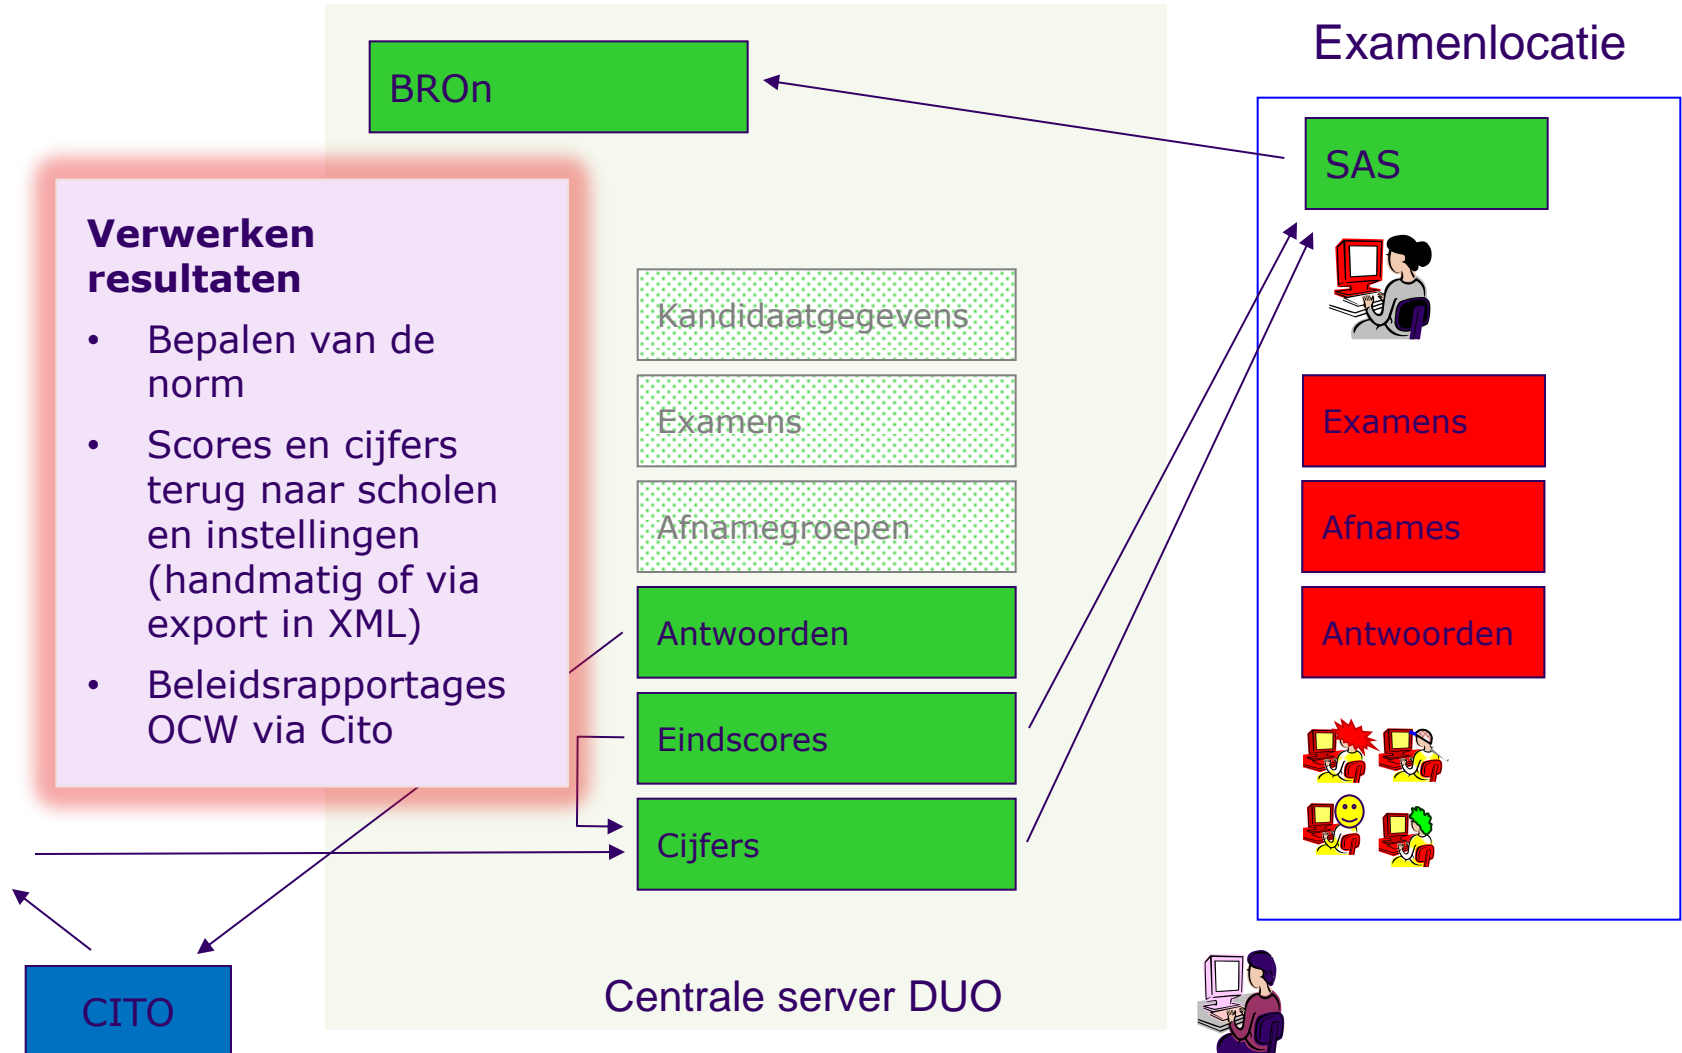 Examenlocatie
BROn
SAS
Verwerken
resultaten
• Bepalen van de
norm
• Scores en cijfers
terug naar scholen
en instellingen
(handmatig of via
export in XML)
• Beleidsrapportages
OCW via Cito
Kandidaatgegevens
Examens
Afnamegroepen
Antwoorden
Eindscores
Cijfers
Examens
Afnames
Antwoorden
Centrale server DUO
CITO